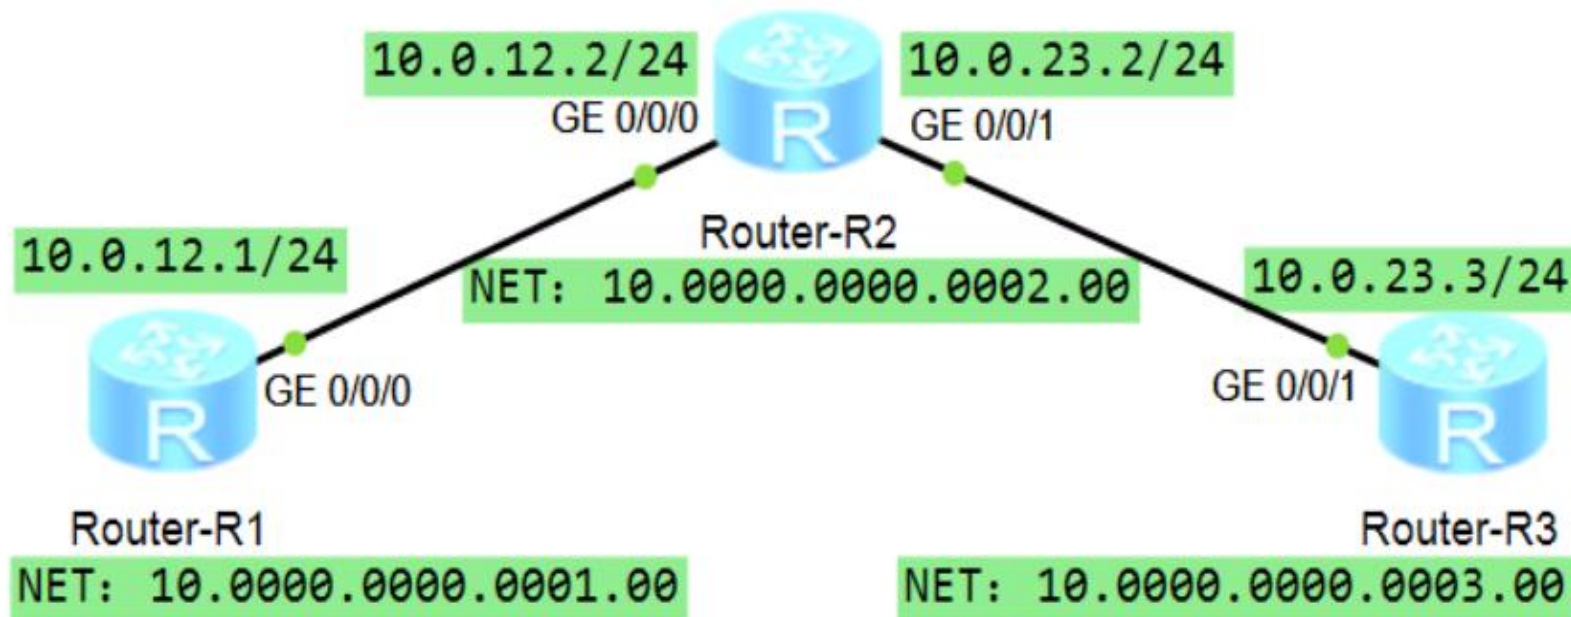 10.0.12.2/24
10.0.23.2/24
GE 0/0/0
R
GE 0/0/1
Router-R2
NET: 10.0000.0000.0002.00
10.0.12.1/24
10.0.23.3/24
GE 0/0/0
GE 0/0/1
R
R
Router-R1
Router-R3
NET: 10.0000.0000.0001.00
NET: 10.0000.0000.0003.00